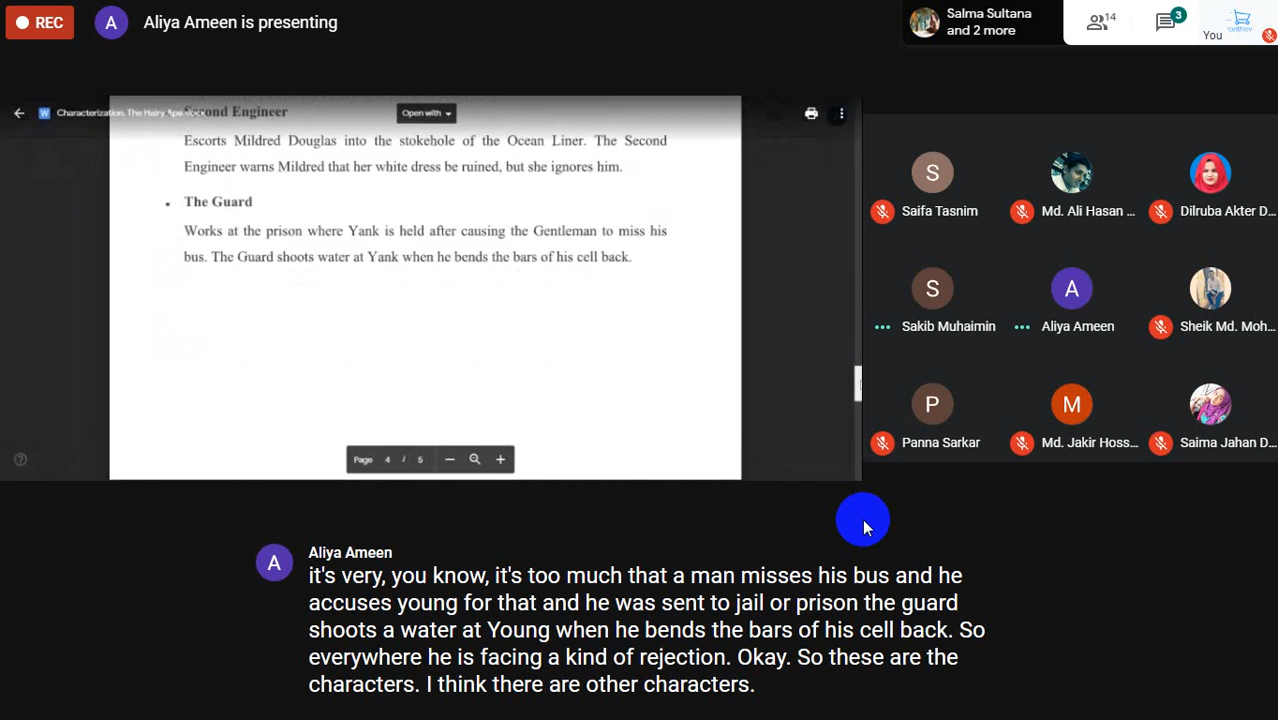 REC
A
Aliya Ameen is presenting
Salma Sultana
and 2 more
14
3
You
Characterization. The Hairy Ape.docx
Open with
Second Engineer
Escorts Mildred Douglas into the stokehole of the Ocean Liner. The Second
Engineer warns Mildred that her white dress be ruined, but she ignores him.
• The Guard
Works at the prison where Yank is held after causing the Gentleman to miss his
bus. The Guard shoots water at Yank when he bends the bars of his cell back.
Page 4 / 5
S
Saifa Tasnim
Md. Ali Hasan ...
Dilruba Akter D...
S
Sakib Muhaimin
A
Aliya Ameen
Sheik Md. Moh...
P
Panna Sarkar
M
Md. Jakir Hoss...
Saima Jahan D...
A
Aliya Ameen
it's very, you know, it's too much that a man misses his bus and he
accuses young for that and he was sent to jail or prison the guard
shoots a water at Young when he bends the bars of his cell back. So
everywhere he is facing a kind of rejection. Okay. So these are the
characters. I think there are other characters.